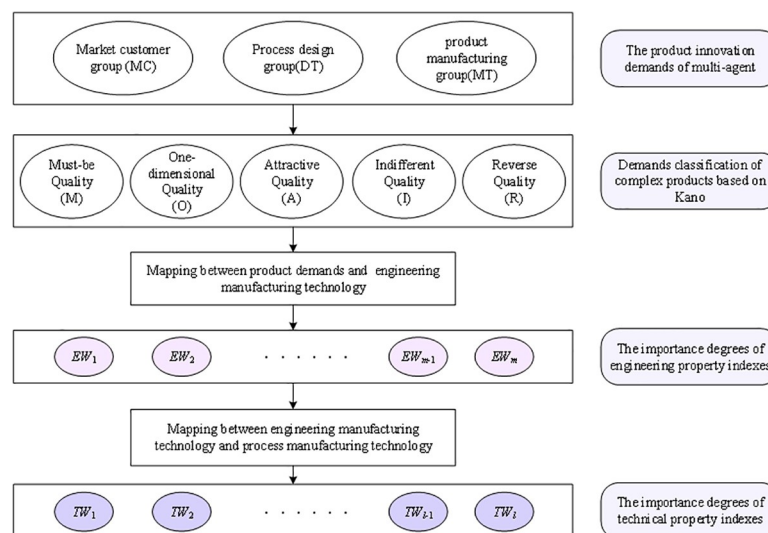 Market customer
group (MC)
Process design
group(DT)
product
manufacturing
group(MT)
The product innovation
demands of multi-agent
Must-be
Quality
(M)
One-
dimensional
Quality
(O)
Attractive
Quality
(A)
Indifferent
Quality
(I)
Reverse
Quality
(R)
Demands classification of
complex products based on
Kano
Mapping between product demands and engineering
manufacturing technology
EW1
EW2
· · · · · ·
EWm-1
EWm
The importance degrees of
engineering property indexes
Mapping between engineering manufacturing
technology and process manufacturing technology
TW1
TW2
· · · · · ·
TWl-1
TWl
The importance degrees of
technical property indexes